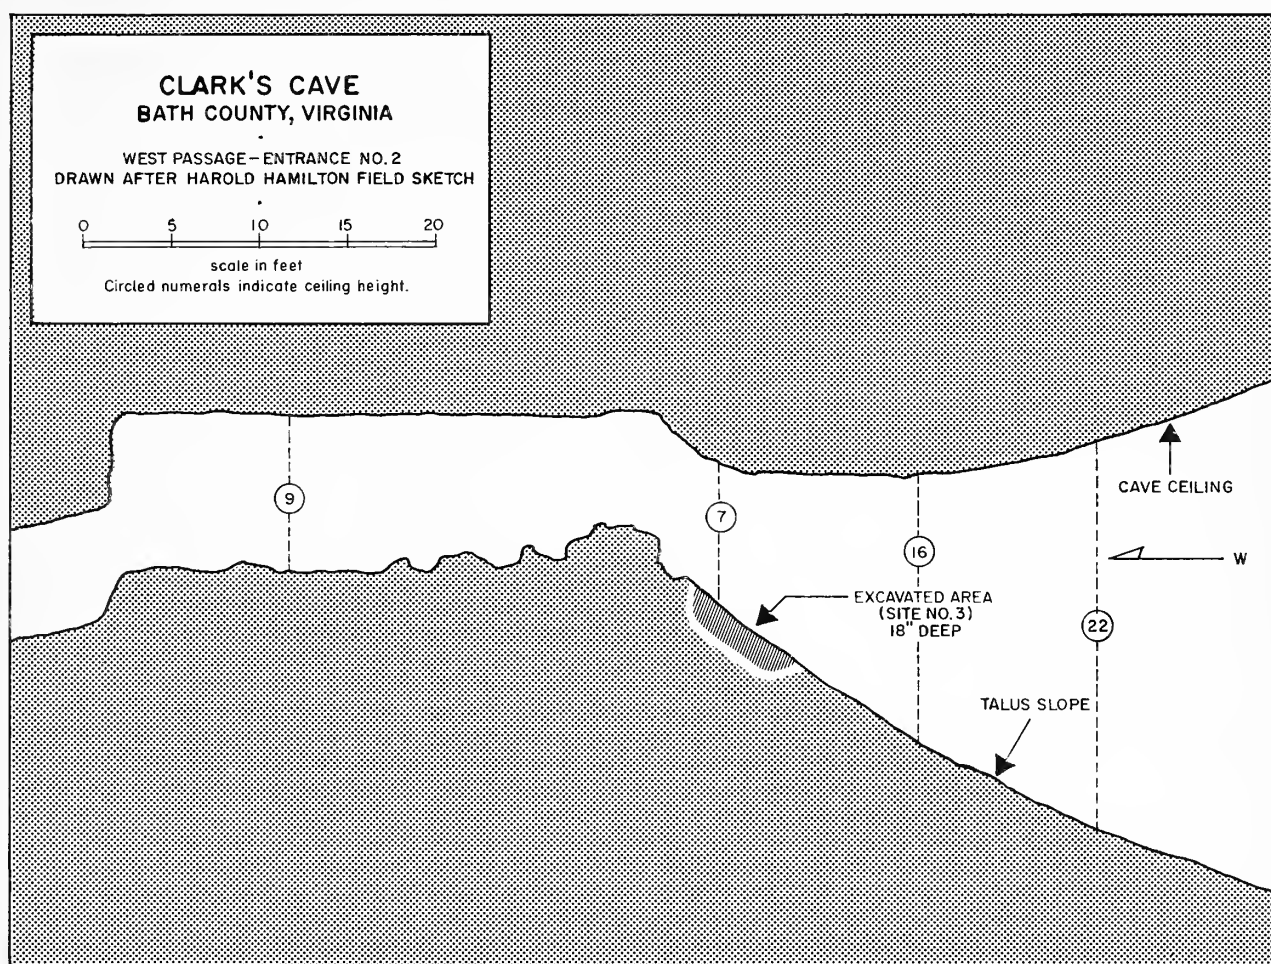 CLARK'S CAVE
BATH COUNTY, VIRGINIA
WEST PASSAGE-ENTRANCE NO. 2
DRAWN AFTER HAROLD HAMILTON FIELD SKETCH
0 5 10 15 20
scale in feet
Circled numerals indicate ceiling height.
9
7
16
22
CAVE CEILING
W
EXCAVATED AREA
(SITE NO. 3)
18" DEEP
TALUS SLOPE